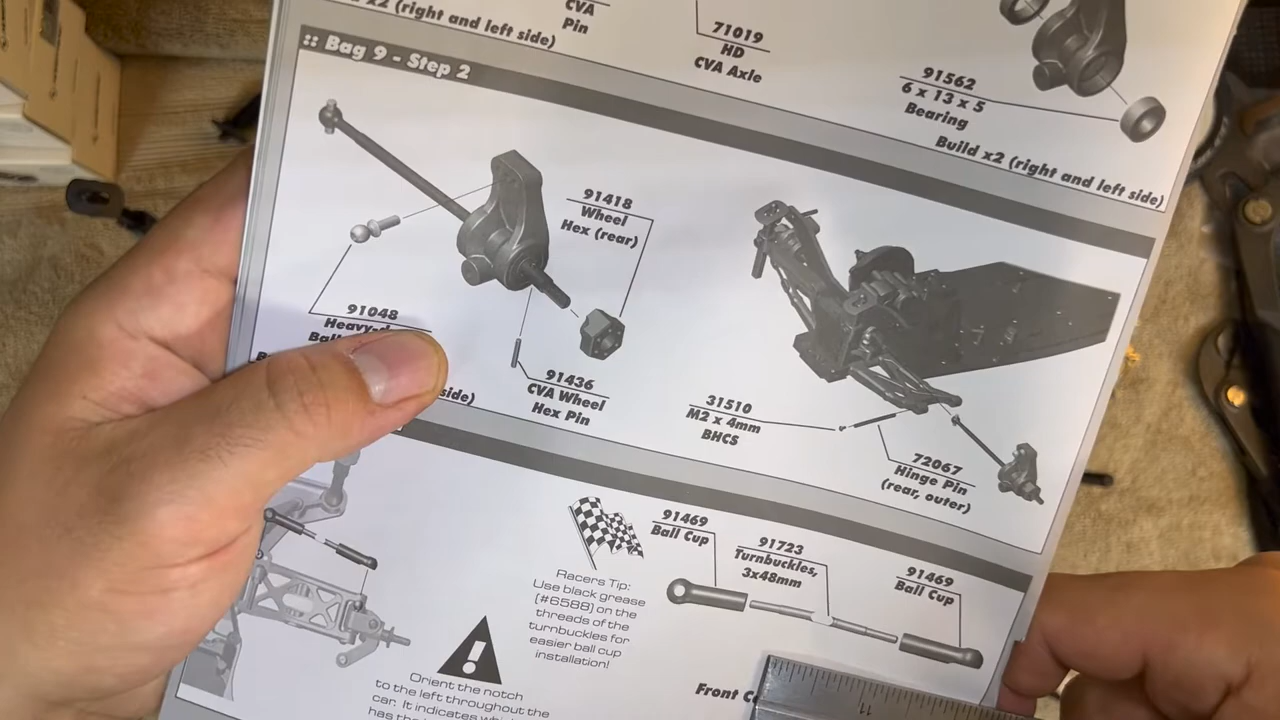 x2 (right and left side)
CVA
Pin
71019
HD
CVA Axle
91562
6 x 13 x 5
Bearing
Build x2 (right and left side)
:: Bag 9 - Step 2
91418
Wheel
Hex (rear)
91048
91436
CVA Wheel
Hex Pin
side)
31510
M2 x 4mm
BHCS
72067
Hinge Pin
(rear, outer)
Racers Tip:
Use black grease
(#6588) on the
threads of the
turnbuckles for
easier ball cup
installation!
91469
Ball Cup
91723
Turnbuckles,
3x48mm
91469
Ball Cup
Orient the notch
to the left throughout the
car. It indicates
has the
Front
11